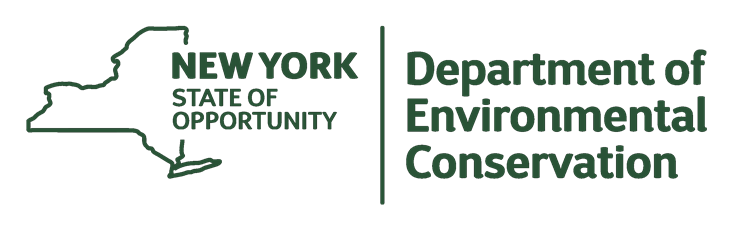 NEW YORK
STATE OF
OPPORTUNITY
Department of
Environmental
Conservation